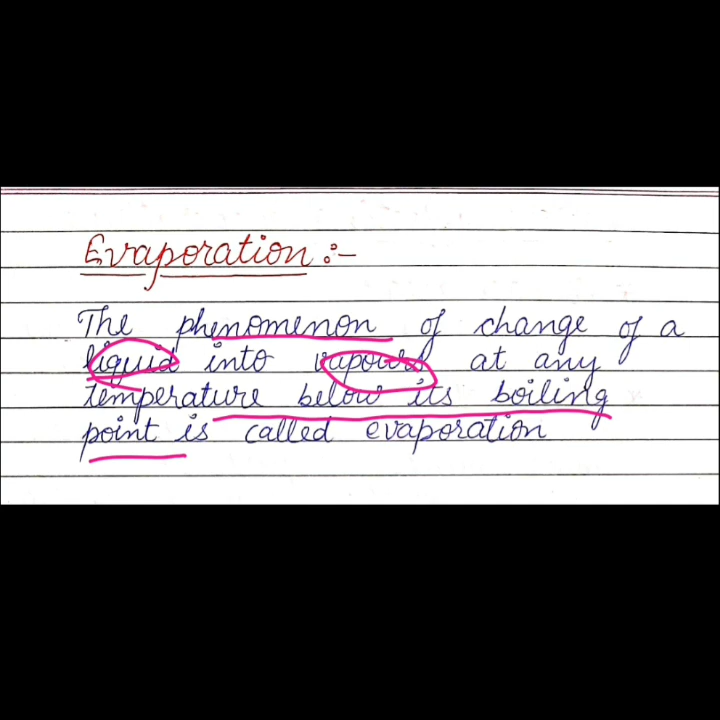 Evaporation :-
The phenomenon of change of a
liquid into vapours at any
temperature below its boiling
point is called evaporation